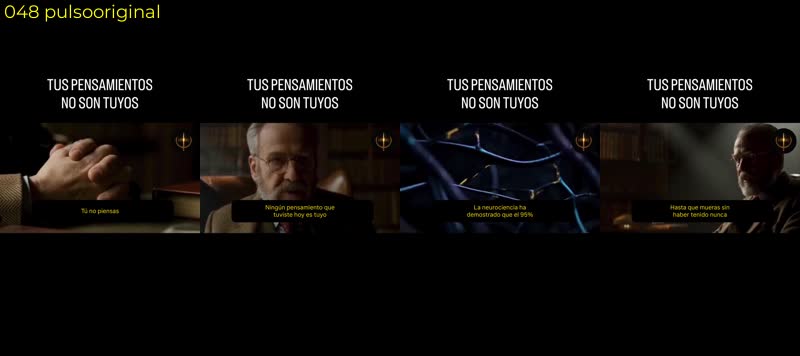 048 pulsooriginal
TUS PENSAMIENTOS
NO SON TUYOS
Tú no piensas
TUS PENSAMIENTOS
NO SON TUYOS
Ningún pensamiento que
tuviste hoy es tuyo
TUS PENSAMIENTOS
NO SON TUYOS
La neurociencia ha
demostrado que el 95%
TUS PENSAMIENTOS
NO SON TUYOS
Hasta que mueras sin
haber tenido nunca